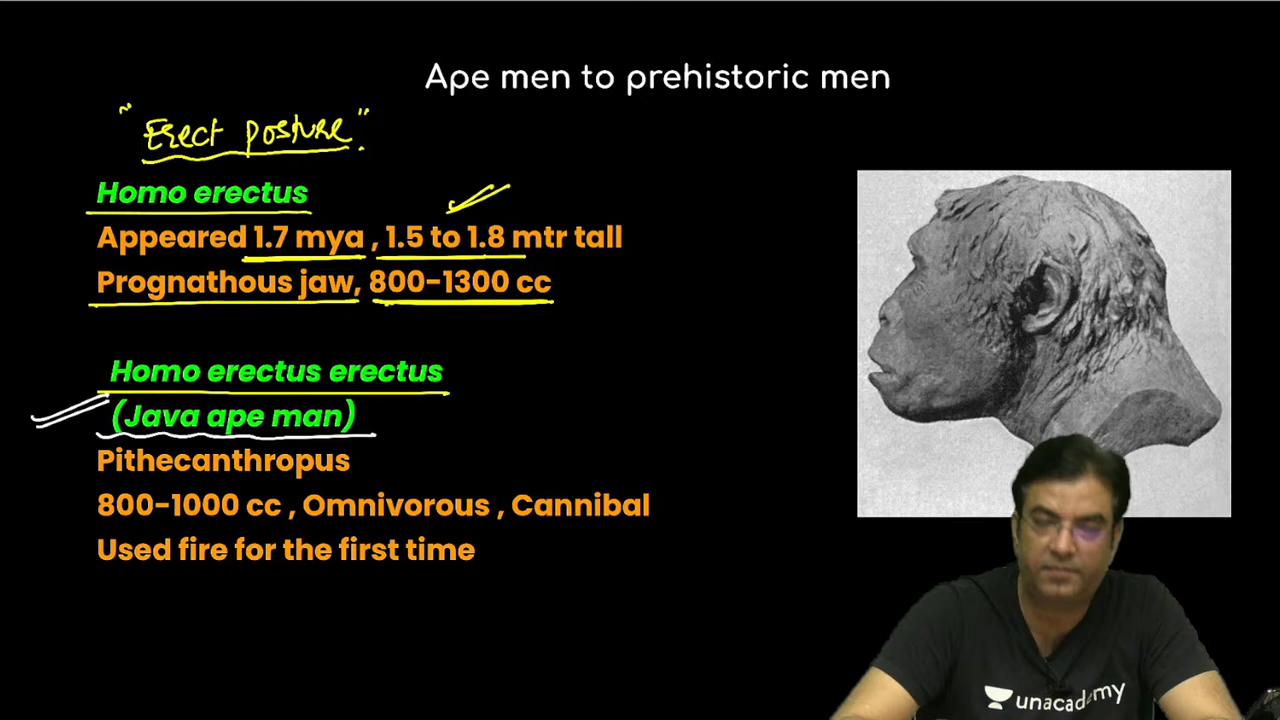 Ape men to prehistoric men
"Erect posture".
Homo erectus
Appeared 1.7 mya , 1.5 to 1.8 mtr tall
Prognathous jaw, 800-1300 cc
Homo erectus erectus
(Java ape man)
Pithecanthropus
800-1000 cc , Omnivorous , Cannibal
Used fire for the first time
unacademy